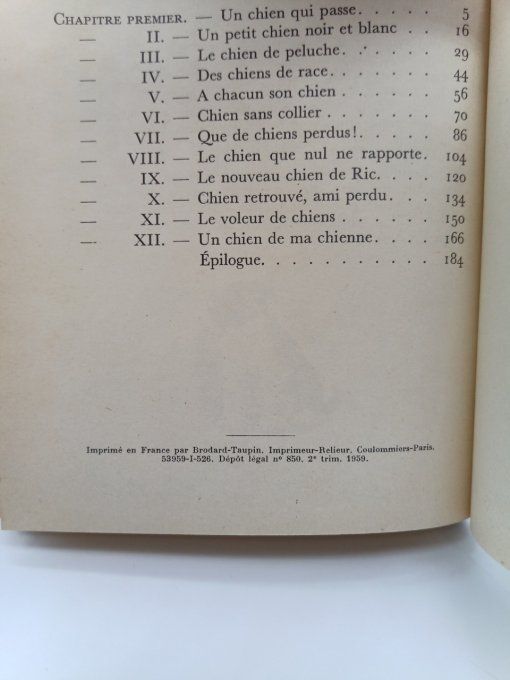 CHAPITRE PREMIER. — Un chien qui passe. . . . . 5
— II. — Un petit chien noir et blanc . . 16
— III. — Le chien de peluche. . . . . 29
— IV. — Des chiens de race. . . . . . 44
— V. — A chacun son chien . . . . . 56
— VI. — Chien sans collier . . . . . . 70
— VII. — Que de chiens perdus!. . . . . 86
— VIII. — Le chien que nul ne rapporte. 104
— IX. — Le nouveau chien de Ric. . . . 120
— X. — Chien retrouvé, ami perdu. . . 134
— XI. — Le voleur de chiens . . . . . 150
— XII. — Un chien de ma chienne. . . . 166
Épilogue. . . . . . . . . . . 184
Imprimé en France par Brodard-Taupin, Imprimeur-Relieur, Coulommiers-Paris.
53959-I-526. Dépôt légal nº 850, 2e trim. 1959.